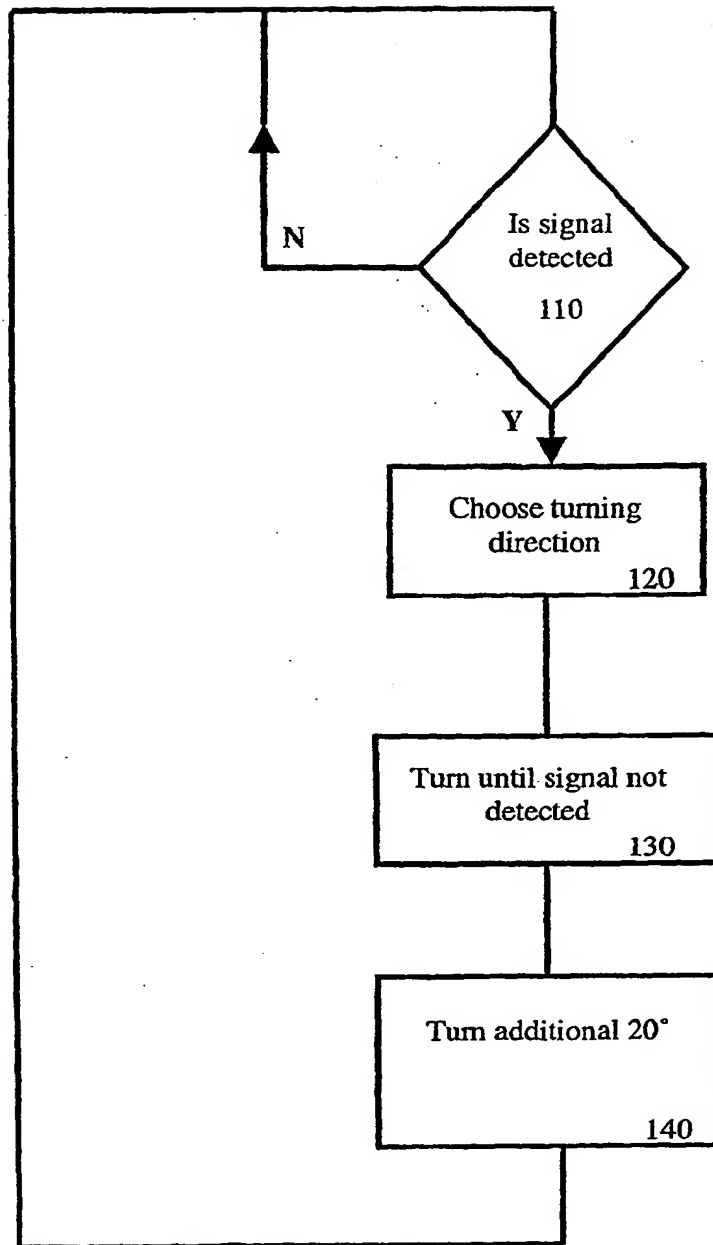 N
Is signal
detected
110
Y
Choose turning
direction
120
Turn until signal not
detected
130
Turn additional 20°
140